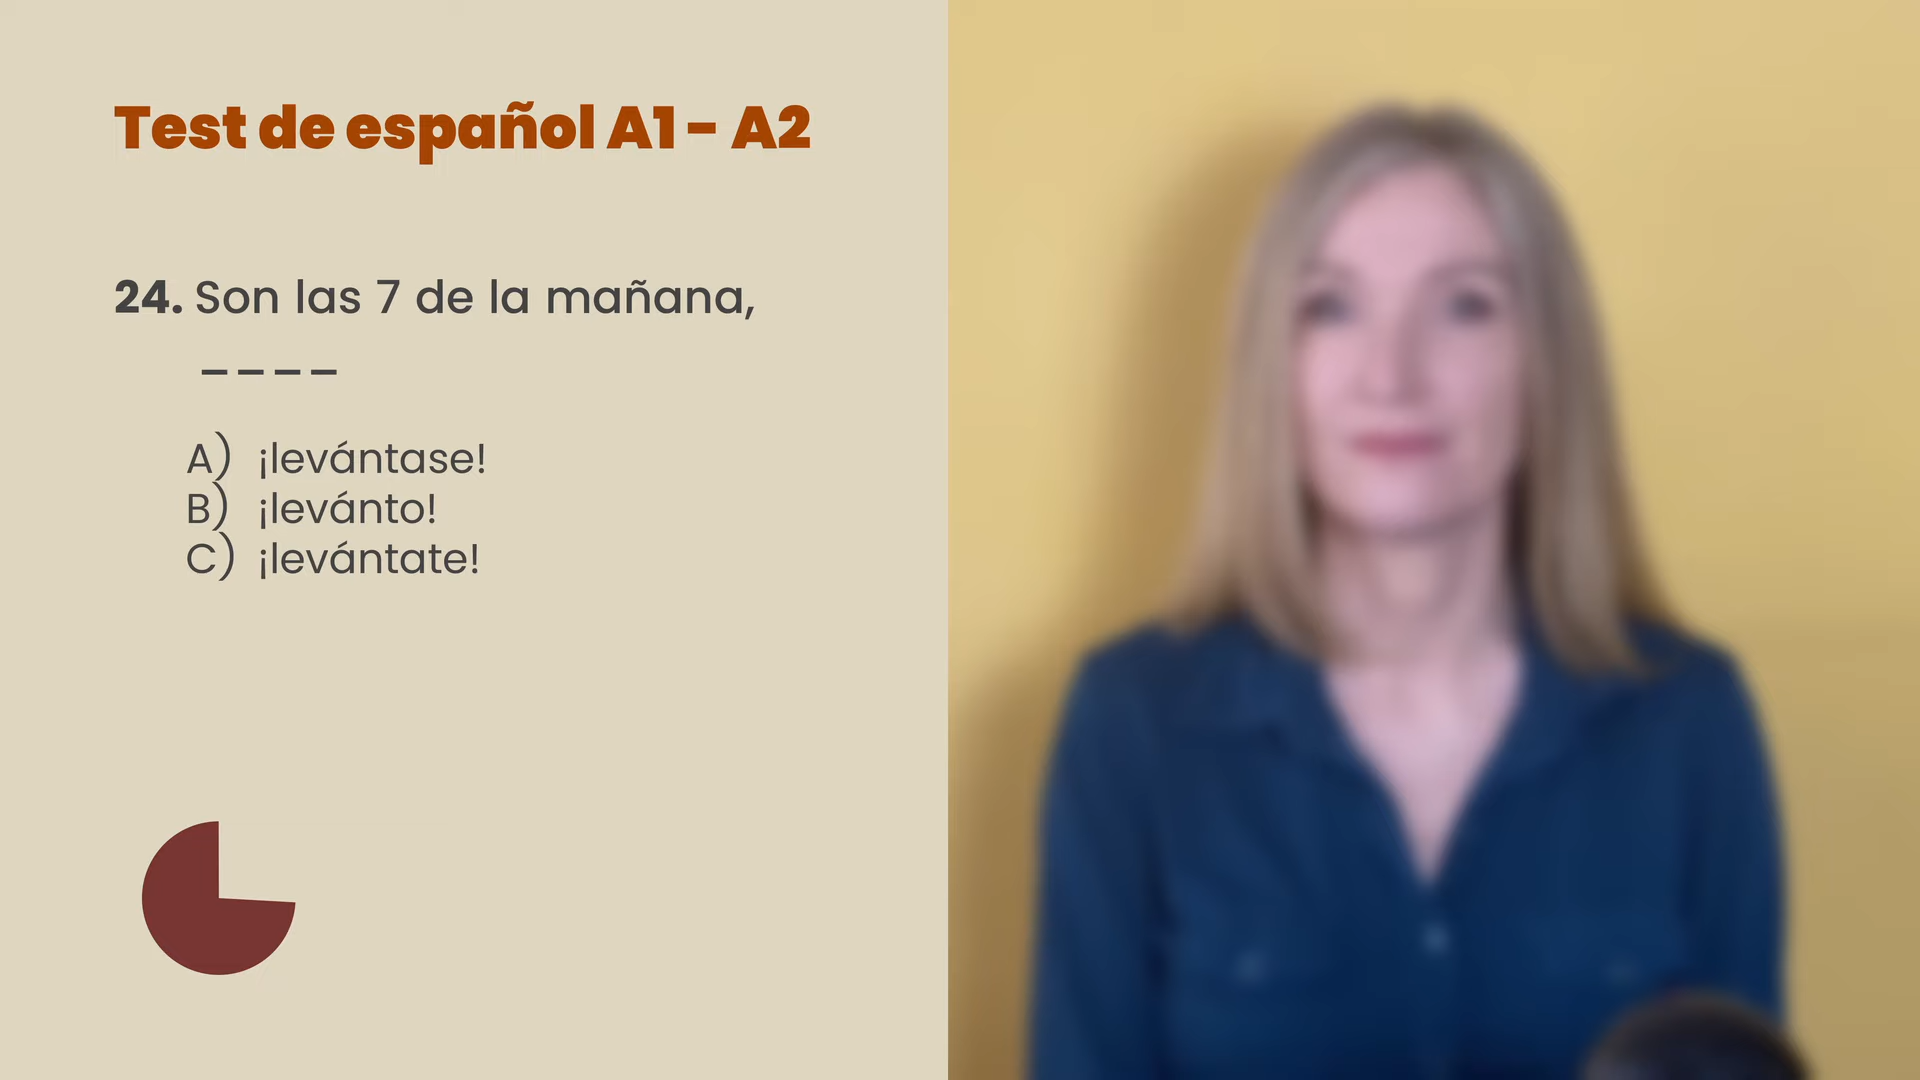 Test de español A1 - A2
24. Son las 7 de la mañana,
____
A) ¡levántase!
B) ¡levánto!
C) ¡levántate!